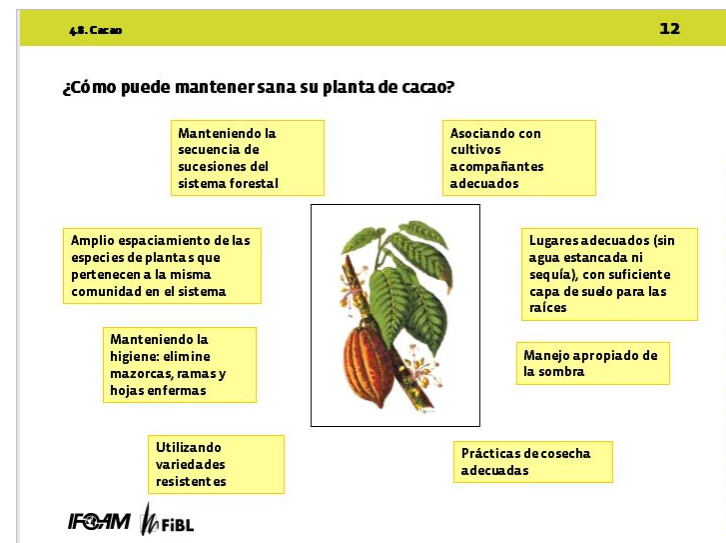 4.8. Cacao
12
¿Cómo puede mantener sana su planta de cacao?
Manteniendo la
secuencia de
sucesiones del
sistema forestal
Asociando con
cultivos
acompañantes
adecuados
Amplio espaciamiento de las
especies de plantas que
pertenecen a la misma
comunidad en el sistema
Lugares adecuados (sin
agua estancada ni
sequía), con suficiente
capa de suelo para las
raíces
Manteniendo la
higiene: elimine
mazorcas, ramas y
hojas enfermas
Manejo apropiado de
la sombra
Utilizando
variedades
resistentes
Prácticas de cosecha
adecuadas
IFOAM FiBL